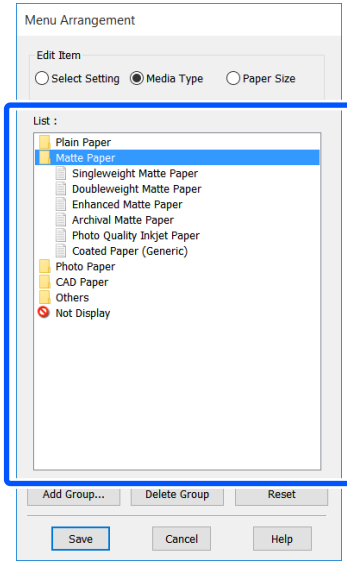 Menu Arrangement
Edit Item
Select Setting Media Type Paper Size
List :
Plain Paper
Matte Paper
Singleweight Matte Paper
Doubleweight Matte Paper
Enhanced Matte Paper
Archival Matte Paper
Photo Quality Inkjet Paper
Coated Paper (Generic)
Photo Paper
CAD Paper
Others
Not Display
Add Group... Delete Group Reset
Save Cancel Help